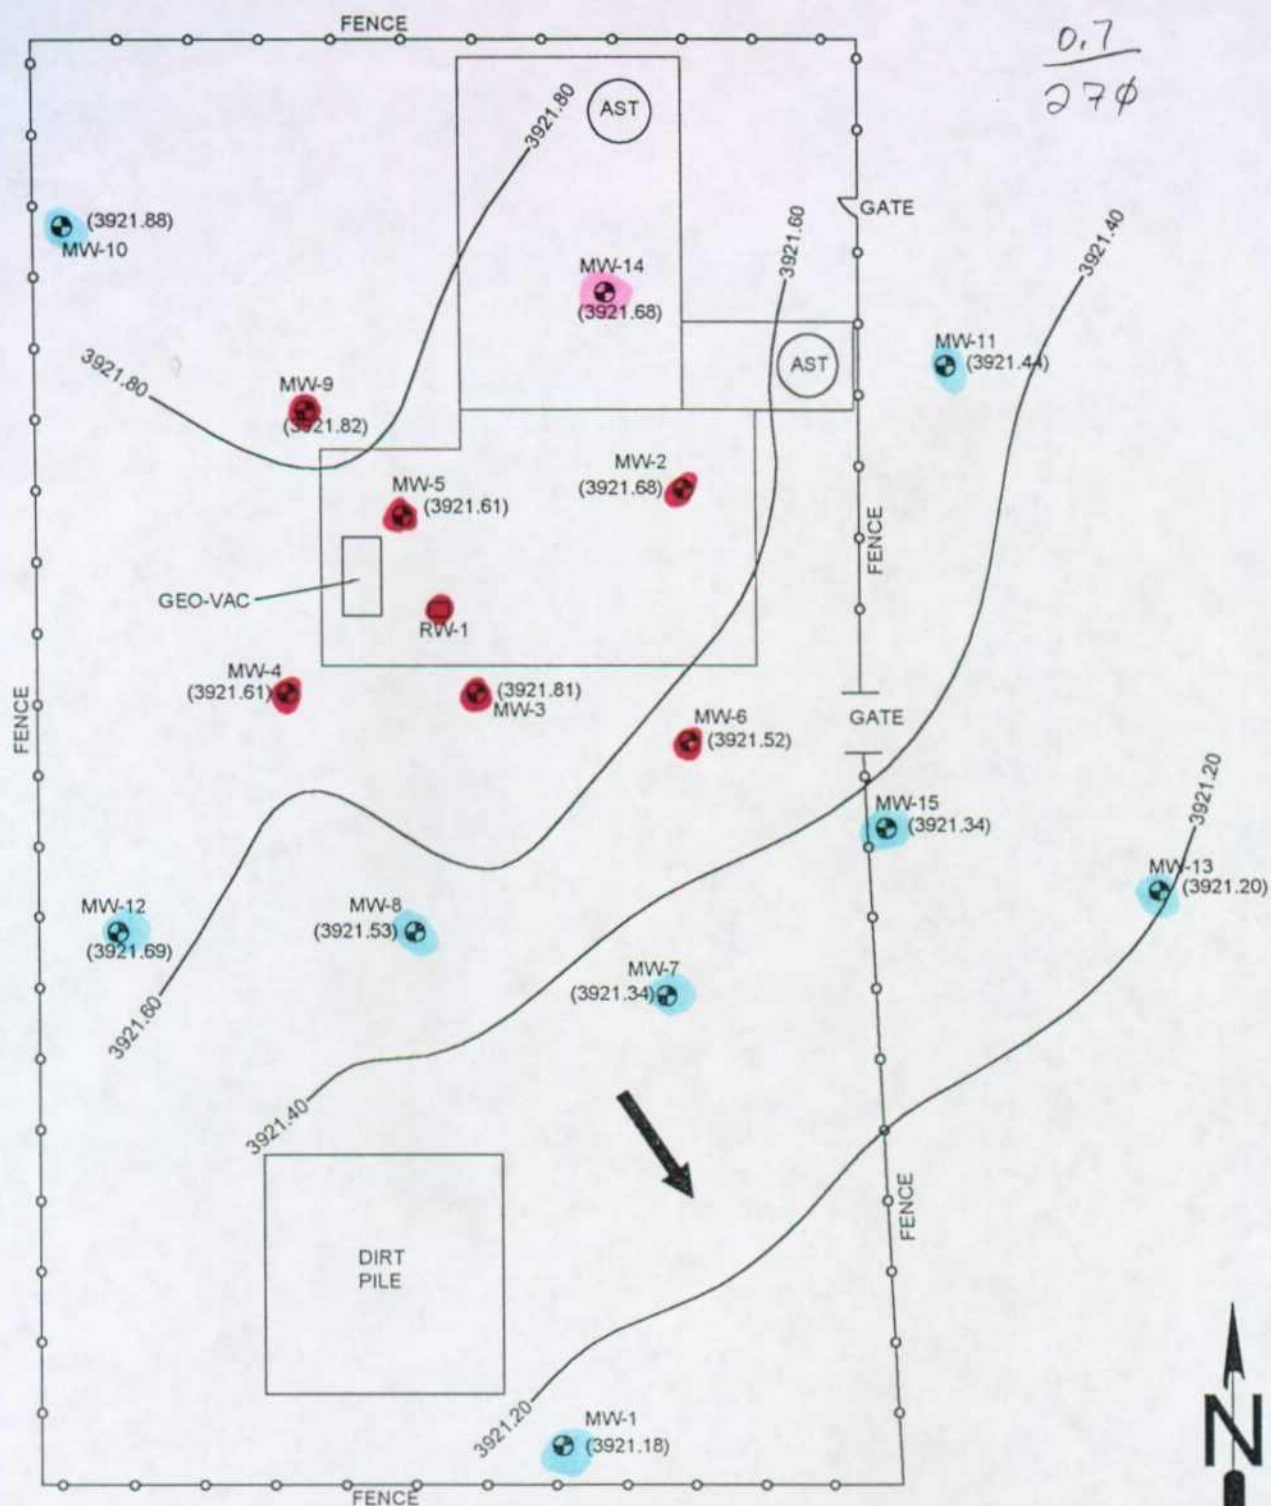 FENCE
0.7
270
3921.80
AST
(3921.88)
MW-10
GATE
3921.60
3921.40
MW-14
(3921.68)
MW-11
(3921.44)
AST
3921.80
MW-9
(3921.82)
MW-2
(3921.68)
MW-5
(3921.61)
FENCE
GEO-VAC
RW-1
MW-4
(3921.61)
(3921.81)
MW-3
FENCE
MW-6
(3921.52)
GATE
3921.20
MW-15
(3921.34)
MW-13
(3921.20)
MW-12
(3921.69)
MW-8
(3921.53)
MW-7
(3921.34)
3921.60
3921.40
FENCE
DIRT
PILE
3921.20
MW-1
(3921.18)
N
FENCE